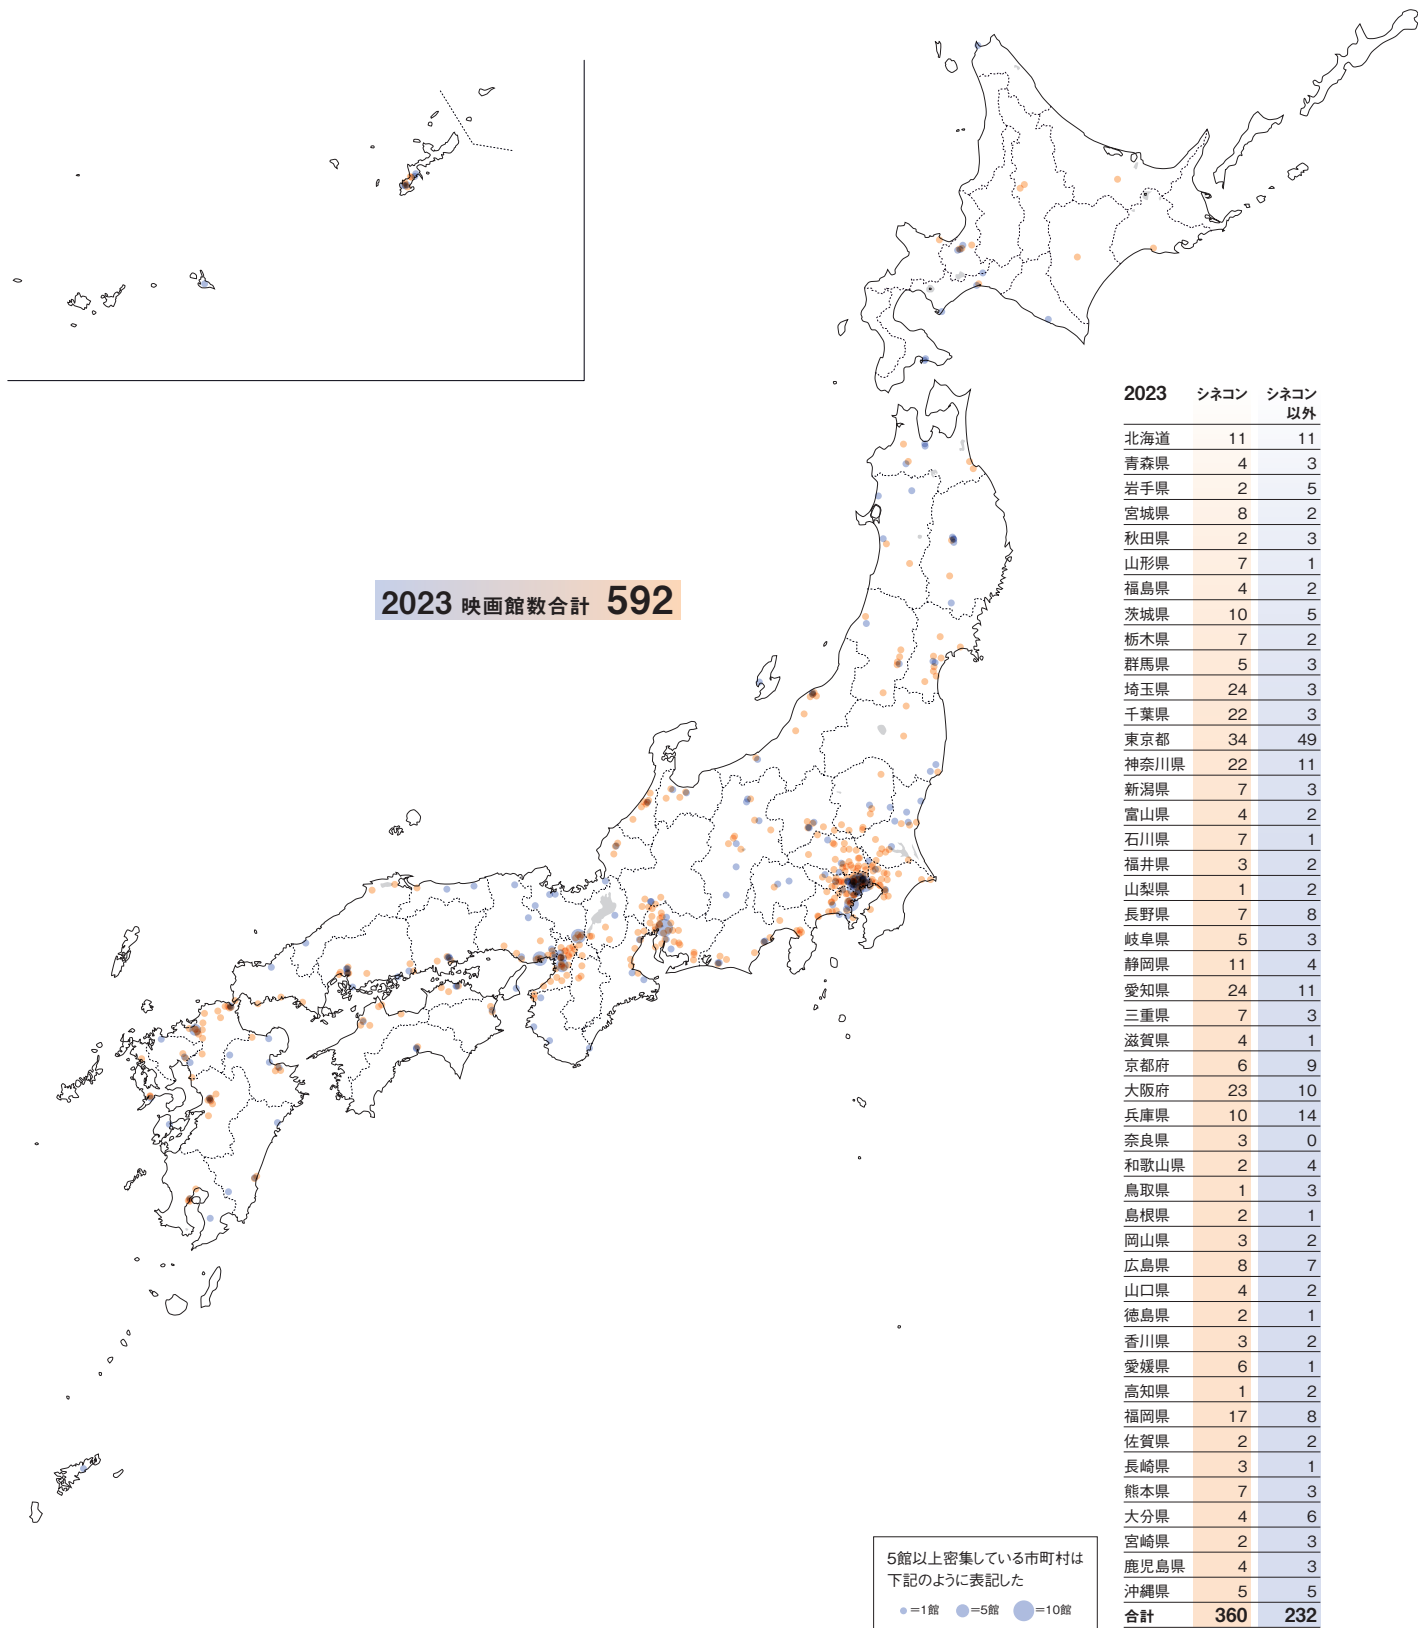 2023 映画館数合計 592
2023 シネコン シネコン以外
北海道 11 11
青森県 4 3
岩手県 2 5
宮城県 8 2
秋田県 2 3
山形県 7 1
福島県 4 2
茨城県 10 5
栃木県 7 2
群馬県 5 3
埼玉県 24 3
千葉県 22 3
東京都 34 49
神奈川県 22 11
新潟県 7 3
富山県 4 2
石川県 7 1
福井県 3 2
山梨県 1 2
長野県 7 8
岐阜県 5 3
静岡県 11 4
愛知県 24 11
三重県 7 3
滋賀県 4 1
京都府 6 9
大阪府 23 10
兵庫県 10 14
奈良県 3 0
和歌山県 2 4
鳥取県 1 3
島根県 2 1
岡山県 3 2
広島県 8 7
山口県 4 2
徳島県 2 1
香川県 3 2
愛媛県 6 1
高知県 1 2
福岡県 17 8
佐賀県 2 2
長崎県 3 1
熊本県 7 3
大分県 4 6
宮崎県 2 3
鹿児島県 4 3
沖縄県 5 5
合計 360 232
5館以上密集している市町村は
下記のように表記した
=1館 =5館 =10館